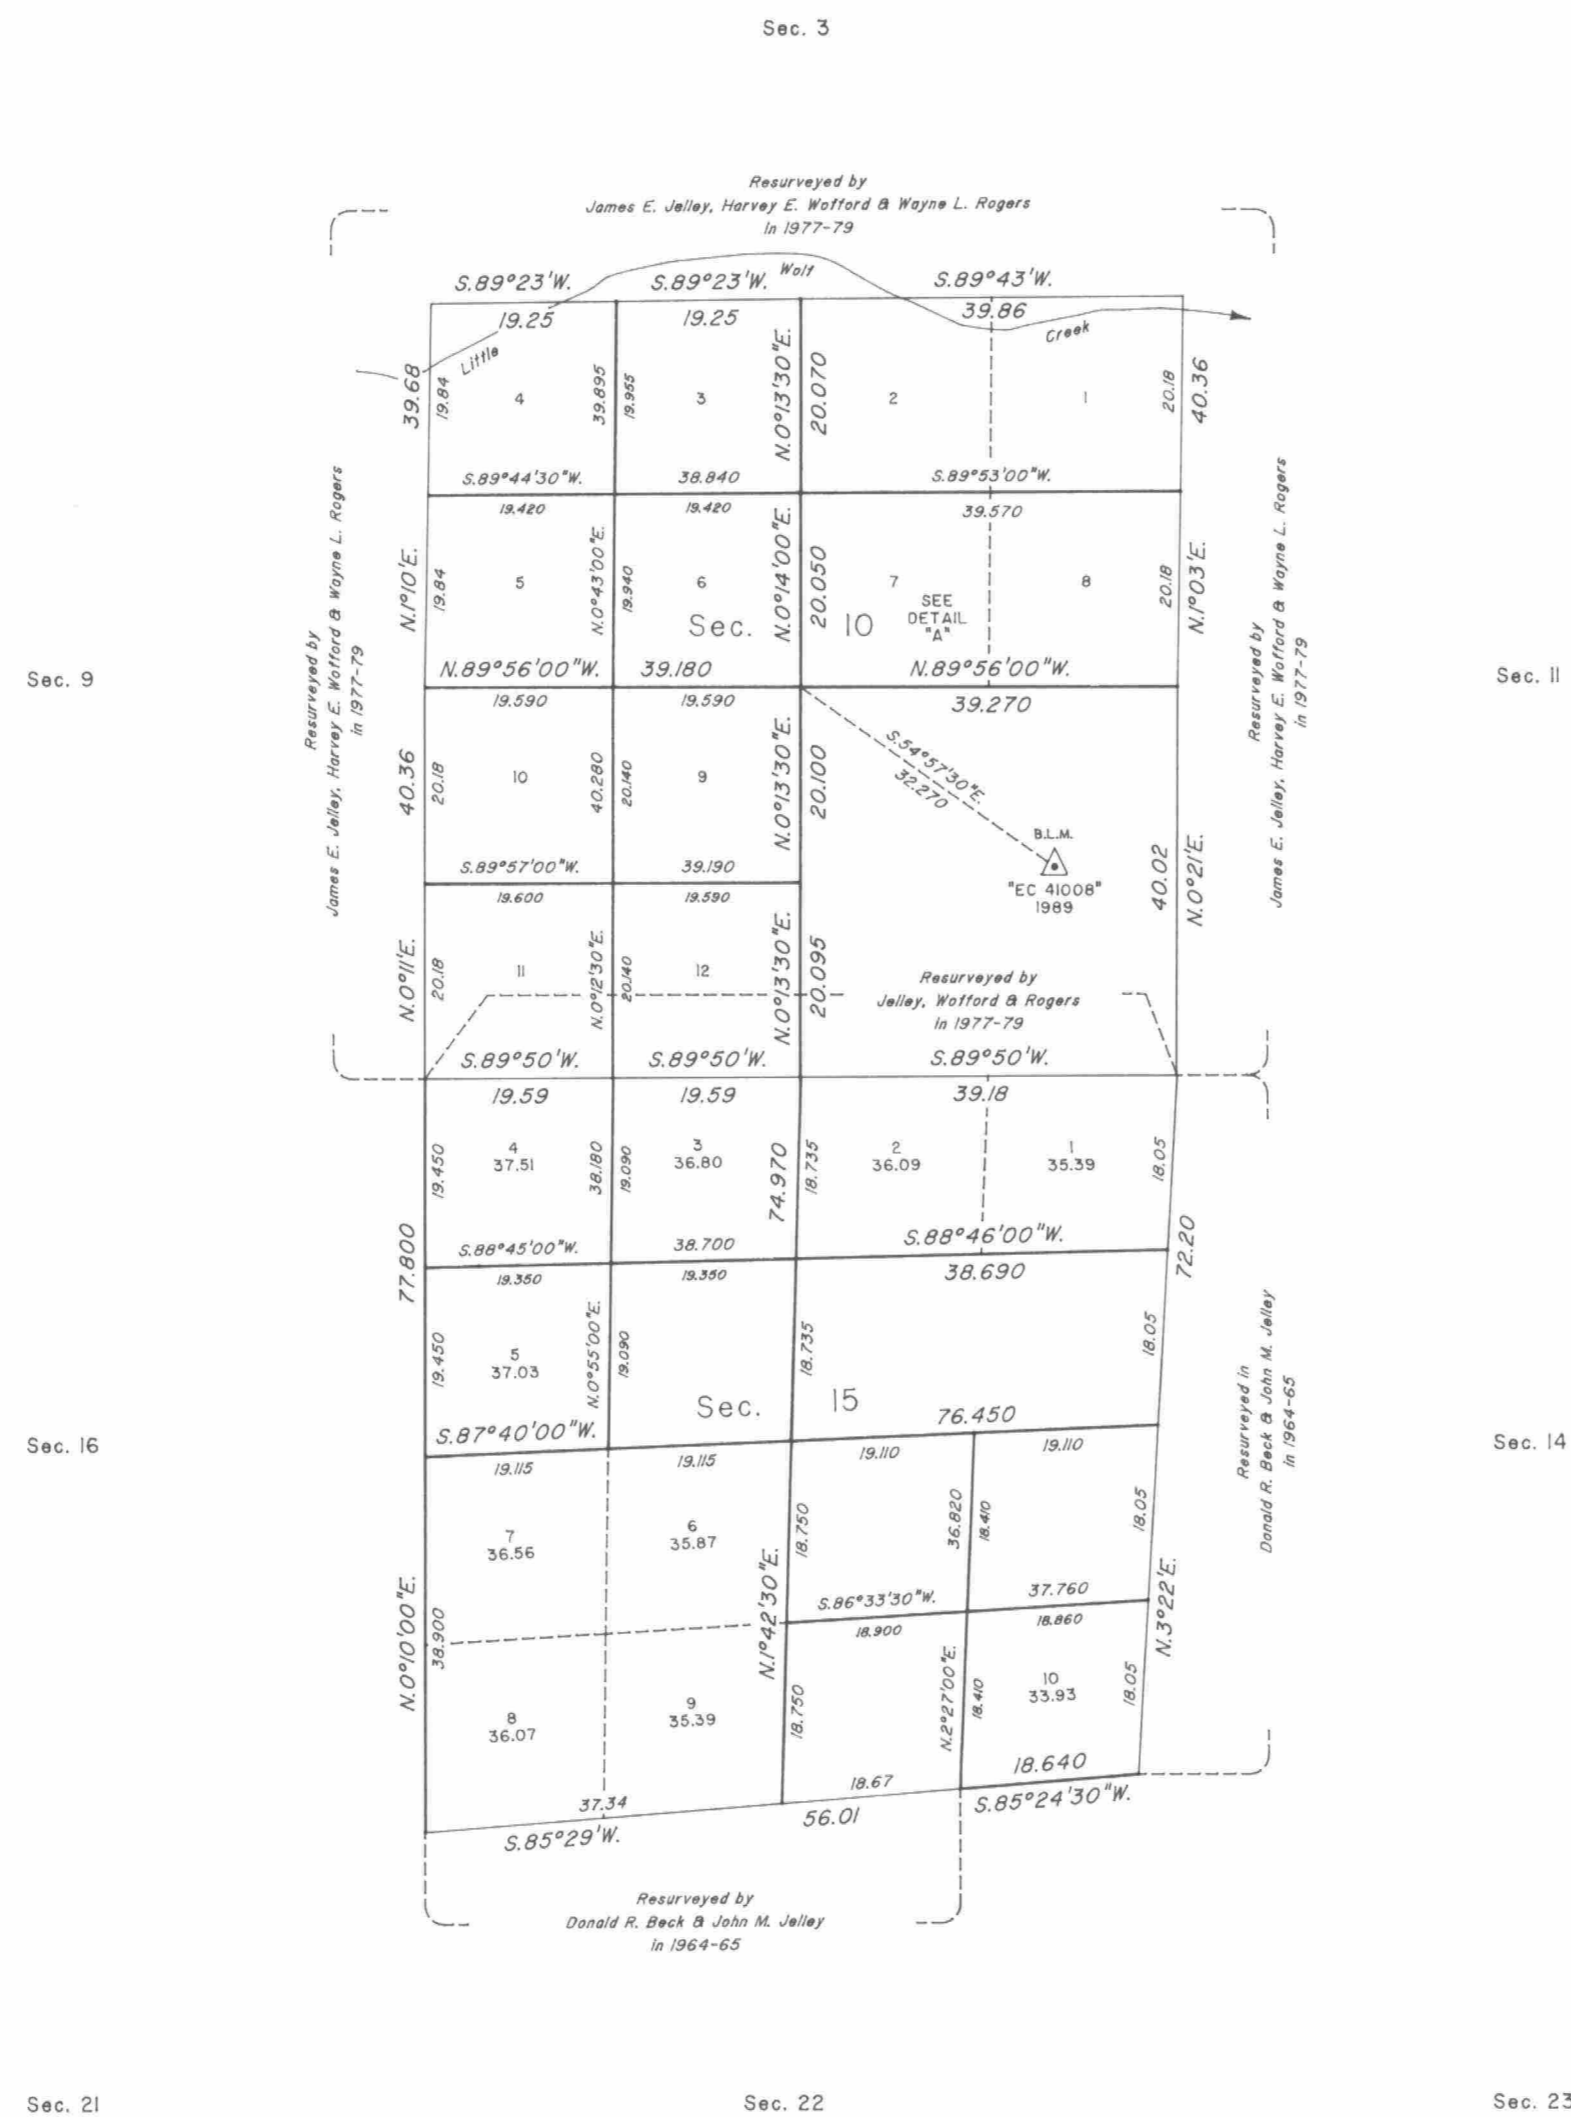 Sec. 3
Resurveyed by
James E. Jelley, Harvey E. Wofford & Wayne L. Rogers
in 1977-79
S.89°23'W.
S.89°23'W.
Wolf
S.89°43'W.
19.25
19.25
39.86
Little
Creek
39.68
19.84
4
39.895
19.955
3
N.0°13'30"E.
20.070
2
1
20.18
40.36
S.89°44'30"W.
38.840
S.89°53'00"W.
19.420
19.420
39.570
Resurveyed by
James E. Jelley, Harvey E. Wofford & Wayne L. Rogers
in 1977-79
N.1°10'E.
19.84
5
N.0°43'00"E.
19.940
6
N.0°14'00"E.
20.050
7
8
20.18
N.1°03'E.
SEE
DETAIL
"A"
Sec. 10
Resurveyed by
James E. Jelley, Harvey E. Wofford & Wayne L. Rogers
in 1977-79
Sec. 9
N.89°56'00"W.
39.180
N.89°56'00"W.
Sec. 11
19.590
19.590
39.270
S.54°57'30"E.
32.270
40.36
20.18
10
40.280
20.140
9
N.0°13'30"E.
20.100
B.L.M.
"EC 41008"
1989
S.89°57'00"W.
39.190
40.02
N.0°21'E.
19.600
19.590
N.0°11'E.
20.18
11
N.0°12'30"E.
20.140
12
N.0°13'30"E.
20.095
Resurveyed by
Jelley, Wofford & Rogers
in 1977-79
S.89°50'W.
S.89°50'W.
S.89°50'W.
19.59
19.59
39.18
19.450
4
37.51
38.180
19.090
3
36.80
74.970
18.735
2
36.09
1
35.39
18.05
77.800
S.88°45'00"W.
38.700
S.88°46'00"W.
72.20
19.350
19.350
38.690
19.450
5
37.03
N.0°55'00"E.
19.090
18.735
18.05
Resurveyed in
Donald R. Beck & John M. Jelley
in 1964-65
Sec. 15
Sec. 16
S.87°40'00"W.
76.450
Sec. 14
19.115
19.115
19.110
19.110
7
36.56
6
35.87
18.750
36.820
18.410
18.05
N.0°10'00"E.
38.900
N.1°42'30"E.
S.86°33'30"W.
37.760
N.3°22'E.
18.900
18.860
8
36.07
9
35.39
18.750
N.2°27'00"E.
18.410
10
33.93
18.05
37.34
18.67
18.640
S.85°29'W.
56.01
S.85°24'30"W.
Resurveyed by
Donald R. Beck & John M. Jelley
in 1964-65
Sec. 21
Sec. 22
Sec. 23